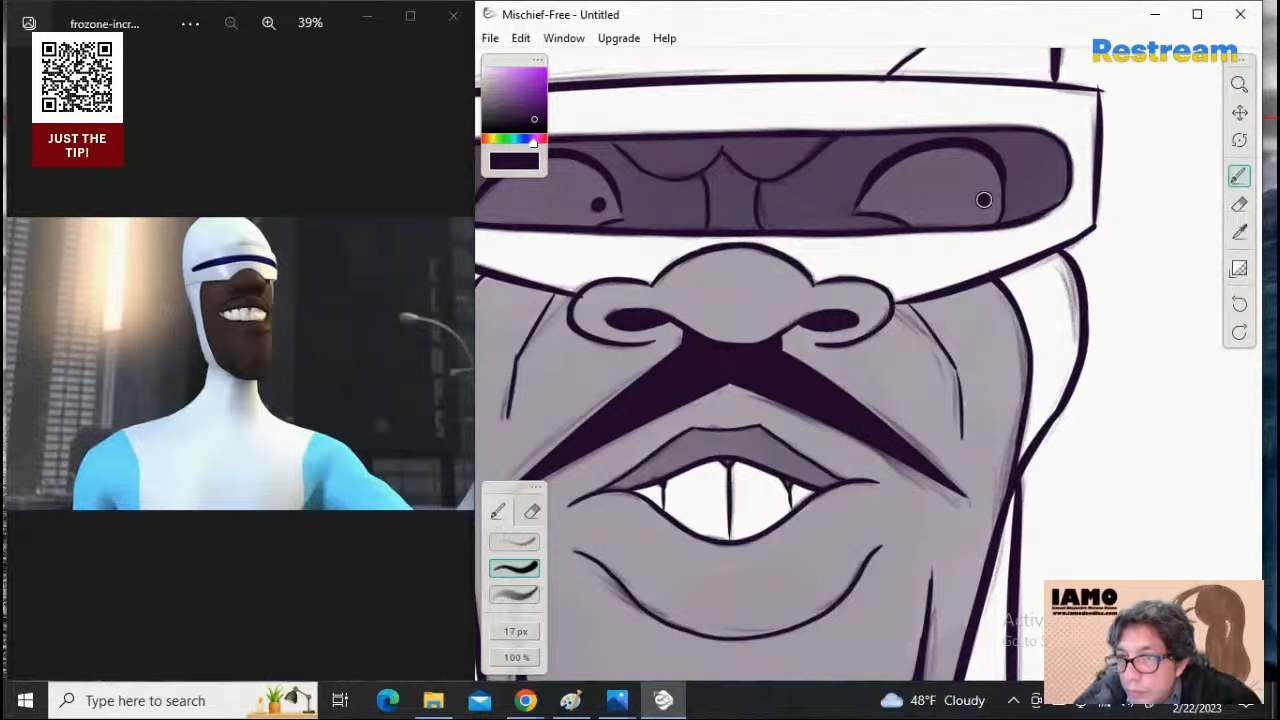 frozone-incr... ••• 39%
JUST THE
TIP!
Mischief-Free - Untitled
File Edit Window Upgrade Help
Restream
17 px
100 %
IAMO
Type here to search
48°F Cloudy
2/22/2023